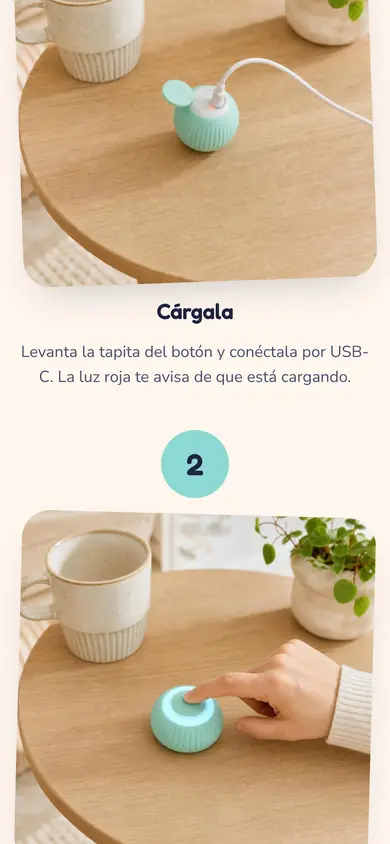 Cárgala
Levanta la tapita del botón y conéctala por USB-
C. La luz roja te avisa de que está cargando.
2